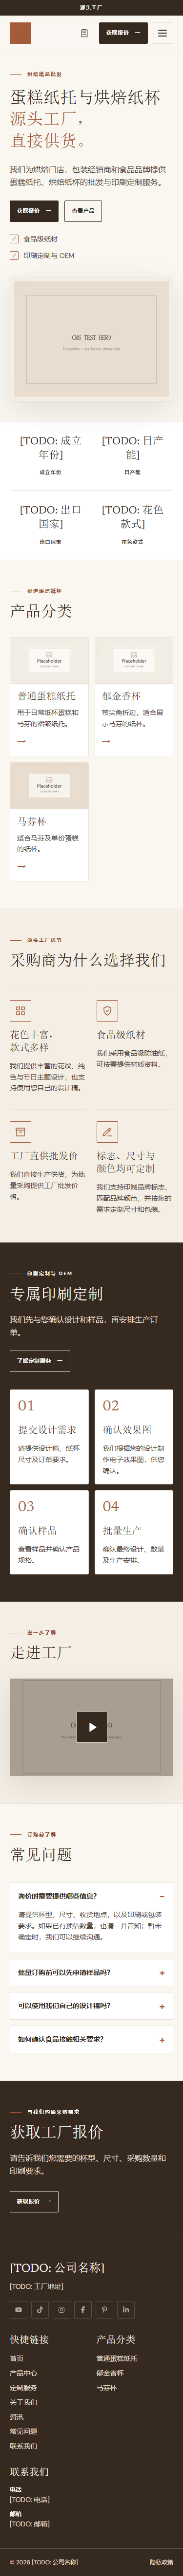 源头工厂
获取报价 →
烘焙纸品批发
蛋糕纸托与烘焙纸杯
源头工厂，
直接供货。
我们为烘焙门店、包装经销商和食品品牌提供
蛋糕纸托、烘焙纸杯的批发与印刷定制服务。
获取报价 →
查看产品
食品级纸材
印刷定制与 OEM
CMS TEST HERO
[TODO: 成立
年份]
成立年份
[TODO: 日产
能]
日产能
[TODO: 出口
国家]
出口国家
[TODO: 花色
款式]
花色款式
产品分类
Placeholder
普通蛋糕纸托
用于日常纸杯蛋糕和
马芬的褶皱纸托。
→
Placeholder
郁金香杯
带尖角折边，适合展
示马芬的纸杯。
→
Placeholder
马芬杯
适合马芬及单份蛋糕
的纸杯。
→
源头工厂优势
采购商为什么选择我们
花色丰富，
款式多样
我们提供丰富的花纹、纯
色与节日主题设计，也支
持使用您自己的设计稿。
食品级纸材
我们采用食品级防油纸，
可按需提供材质资料。
工厂直供批发价
我们直接生产供货，为批
量采购提供工厂批发价
格。
标志、尺寸与
颜色均可定制
我们支持印制品牌标志、
匹配品牌颜色，并按您的
需求定制尺寸和包装。
印刷定制与 OEM
专属印刷定制
我们先与您确认设计和样品，再安排生产订
单。
了解定制服务 →
01
提交设计需求
请提供设计稿、纸杯
尺寸及订单要求。
02
确认效果图
我们根据您的设计制
作电子效果图，供您
确认。
03
确认样品
查看样品并确认产品
规格。
04
批量生产
确认最终设计、数量
及生产安排。
进一步了解
走进工厂
订购前了解
常见问题
询价时需要提供哪些信息？ −
请提供杯型、尺寸、收货地点，以及印刷或包装
要求。如果已有预估数量，也请一并告知；暂未
确定时，我们可以继续沟通。
批量订购前可以先申请样品吗？ +
可以使用我们自己的设计稿吗？ +
如何确认食品接触相关要求？ +
与我们沟通采购需求
获取工厂报价
请告诉我们您需要的杯型、尺寸、采购数量和
印刷要求。
获取报价 →
[TODO: 公司名称]
[TODO: 工厂地址]
快捷链接
首页
产品中心
定制服务
关于我们
资讯
常见问题
联系我们
产品分类
普通蛋糕纸托
郁金香杯
马芬杯
联系我们
电话
[TODO: 电话]
邮箱
[TODO: 邮箱]
© 2026 [TODO: 公司名称]
隐私政策